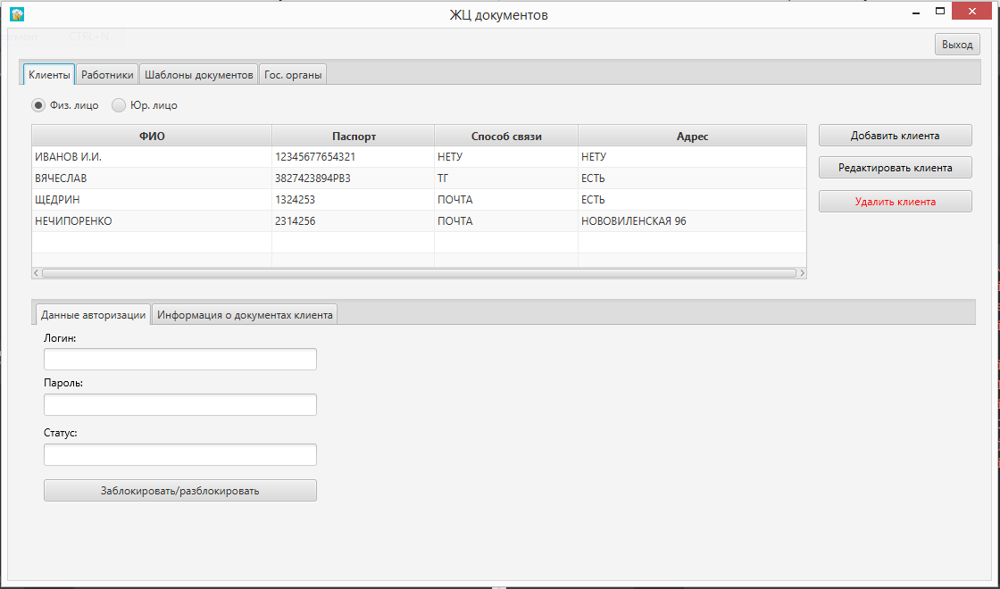 ЖЦ документов
Выход
Клиенты Работники Шаблоны документов Гос. органы
Физ. лицо Юр. лицо
ФИО Паспорт Способ связи Адрес
ИВАНОВ И.И. 12345677654321 НЕТУ НЕТУ
ВЯЧЕСЛАВ 3827423894РВ3 ТГ ЕСТЬ
ЩЕДРИН 1324253 ПОЧТА ЕСТЬ
НЕЧИПОРЕНКО 2314256 ПОЧТА НОВОВИЛЕНСКАЯ 96
Добавить клиента
Редактировать клиента
Удалить клиента
Данные авторизации Информация о документах клиента
Логин:
Пароль:
Статус:
Заблокировать/разблокировать